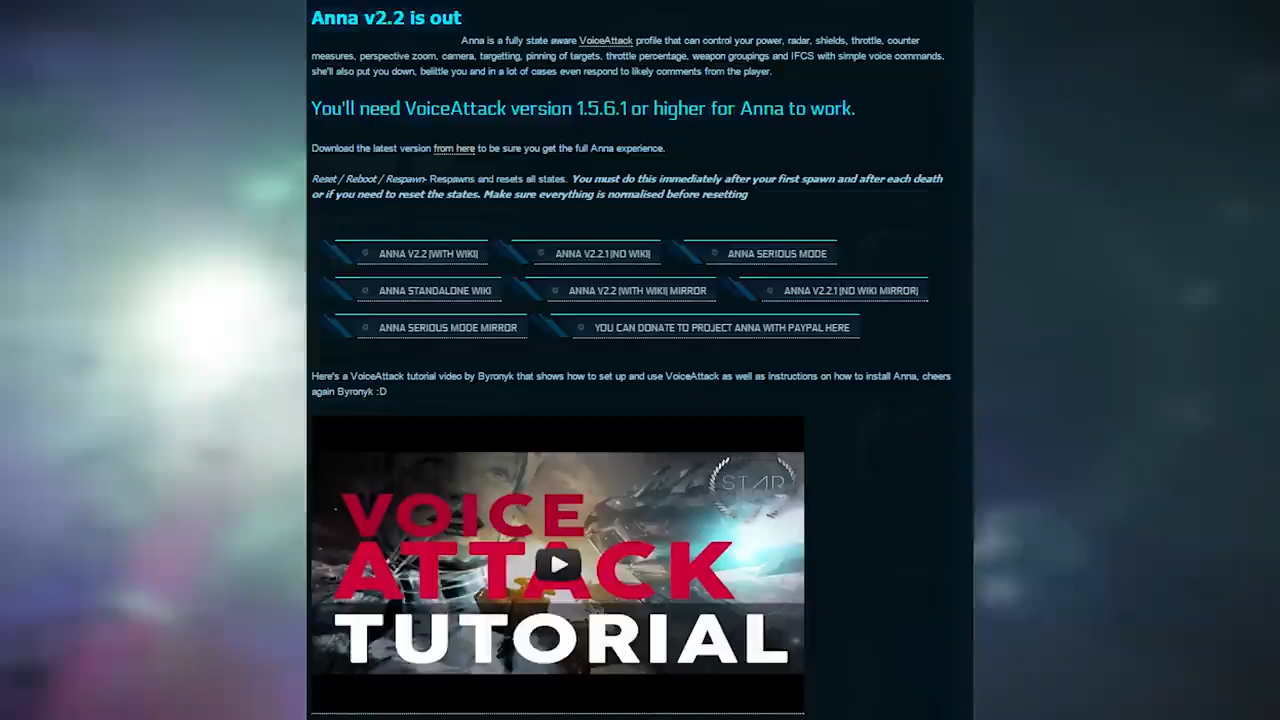 Anna v2.2 is out
Anna is a fully state aware VoiceAttack profile that can control your power, radar, shields, throttle, counter
measures, perspective zoom, camera, targetting, pinning of targets, throttle percentage, weapon groupings and IFCS with simple voice commands,
she'll also put you down, belittle you and in a lot of cases even respond to likely comments from the player.
You'll need VoiceAttack version 1.5.6.1 or higher for Anna to work.
Download the latest version from here to be sure you get the full Anna experience.
Reset / Reboot / Respawn- Respawns and resets all states. You must do this immediately after your first spawn and after each death
or if you need to reset the states. Make sure everything is normalised before resetting
ANNA V2.2 (WITH WIKI) ANNA V2.2.1 (NO WIKI) ANNA SERIOUS MODE
ANNA STANDALONE WIKI ANNA V2.2 (WITH WIKI) MIRROR ANNA V2.2.1 (NO WIKI MIRROR)
ANNA SERIOUS MODE MIRROR YOU CAN DONATE TO PROJECT ANNA WITH PAYPAL HERE
Here's a VoiceAttack tutorial video by Byronyk that shows how to set up and use VoiceAttack as well as instructions on how to install Anna, cheers
again Byronyk :D
STAR
VOICE
ATTACK
TUTORIAL